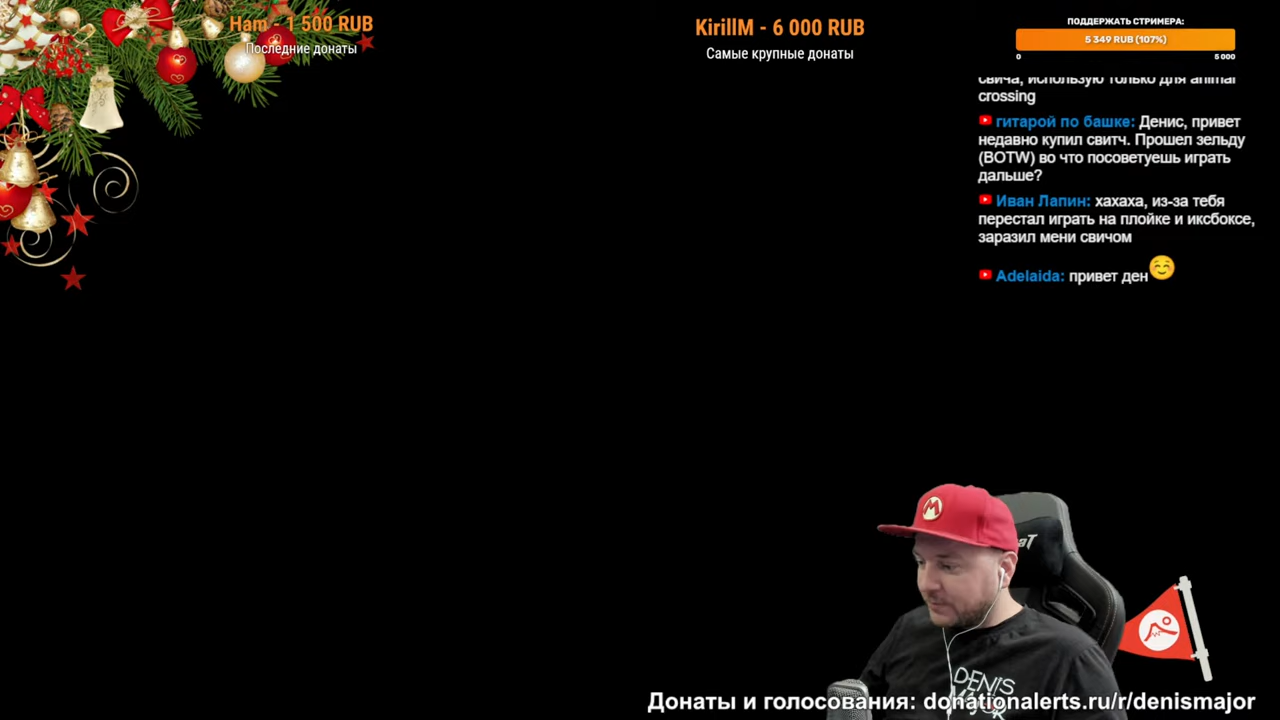 Ham - 1 500 RUB
Последние донаты
KirillM - 6 000 RUB
Самые крупные донаты
ПОДДЕРЖАТЬ СТРИМЕРА:
5 349 RUB (107%)
0
5 000
свича, использую только для animal
crossing
гитарой по башке: Денис, привет
недавно купил свитч. Прошел зельду
(BOTW) во что посоветуешь играть
дальше?
Иван Лапин: хахаха, из-за тебя
перестал играть на плойке и иксбоксе,
заразил мени свичом
Adelaida: привет ден
M
DENIS
MAJOR
Донаты и голосования: donationalerts.ru/r/denismajor